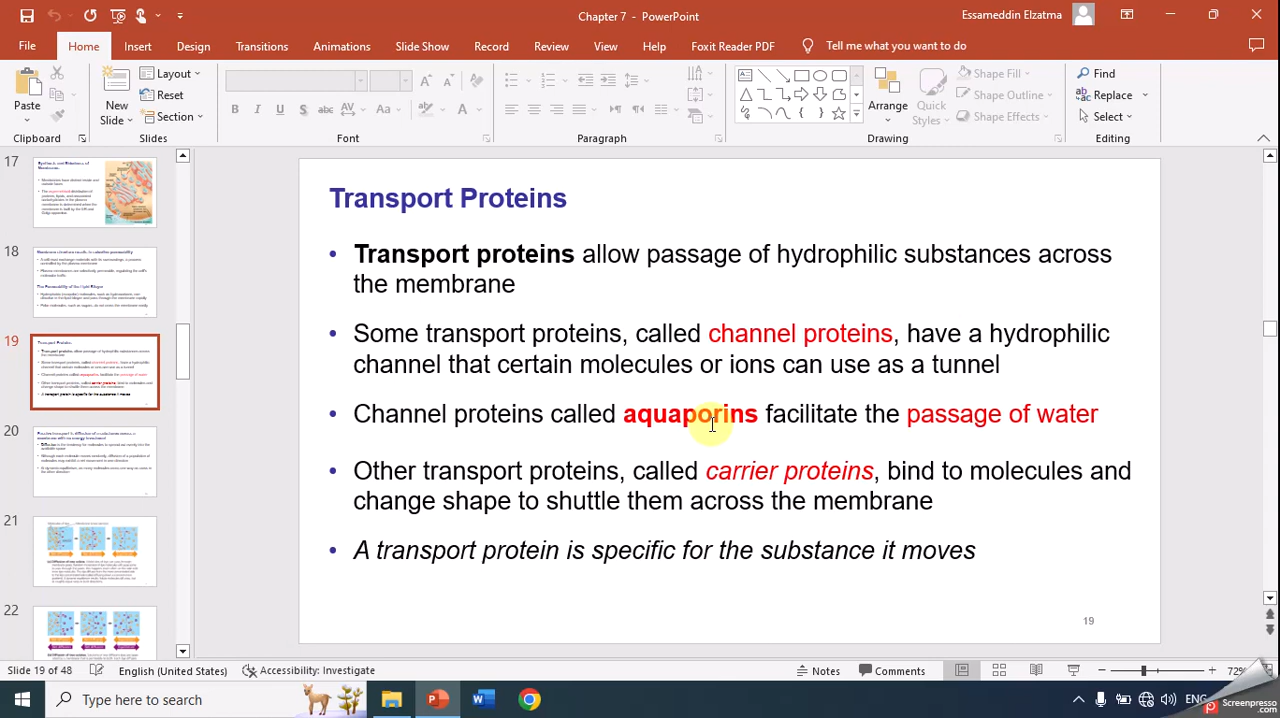 Chapter 7 - PowerPoint
Essameddin Elzatma
File Home Insert Design Transitions Animations Slide Show Record Review View Help Foxit Reader PDF Tell me what you want to do
Paste
New Slide
Layout
Reset
Section
Arrange
Quick Styles
Shape Fill
Shape Outline
Shape Effects
Find
Replace
Select
Clipboard Slides Font Paragraph Drawing Editing
17
18
19
20
21
22
Transport Proteins
• Transport proteins allow passage of hydrophilic substances across
the membrane
• Some transport proteins, called channel proteins, have a hydrophilic
channel that certain molecules or ions can use as a tunnel
• Channel proteins called aquaporins facilitate the passage of water
• Other transport proteins, called carrier proteins, bind to molecules and
change shape to shuttle them across the membrane
• A transport protein is specific for the substance it moves
19
Slide 19 of 48 English (United States) Accessibility: Investigate Notes Comments 72%
Type here to search
ENG
Screenpresso
.com